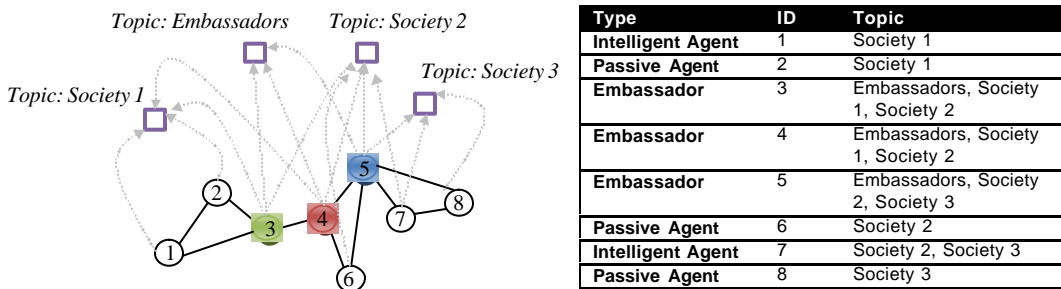 Topic: Embassadors
Topic: Society 2
Topic: Society 3
Topic: Society 1
5
2
8
3
4
7
1
6
Type ID Topic
Intelligent Agent 1 Society 1
Passive Agent 2 Society 1
Embassador 3 Embassadors, Society
1, Society 2
Embassador 4 Embassadors, Society
1, Society 2
Embassador 5 Embassadors, Society
2, Society 3
Passive Agent 6 Society 2
Intelligent Agent 7 Society 2, Society 3
Passive Agent 8 Society 3